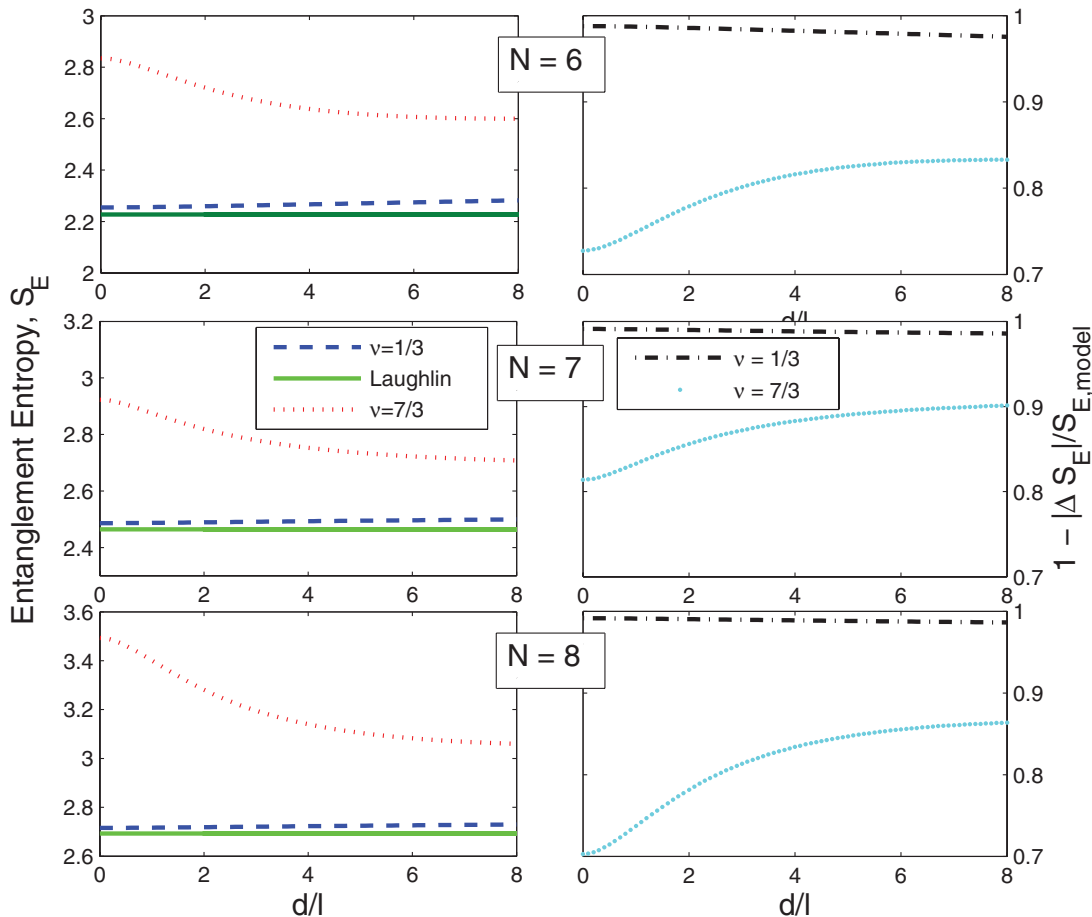 3
2.8
2.6
2.4
2.2
2
0 2 4 6 8
N = 6
1
0.9
0.8
0.7
0 2 4 6 8
d/l
Entanglement Entropy, S_E
3.2
3
2.8
2.6
2.4
0 2 4 6 8
ν=1/3
Laughlin
ν=7/3
N = 7
ν = 1/3
ν = 7/3
1
0.9
0.8
0.7
0 2 4 6 8
1 − |Δ S_E|/S_E,model
3.6
3.4
3.2
3
2.8
2.6
0 2 4 6 8
d/l
N = 8
1
0.9
0.8
0.7
0 2 4 6 8
d/l